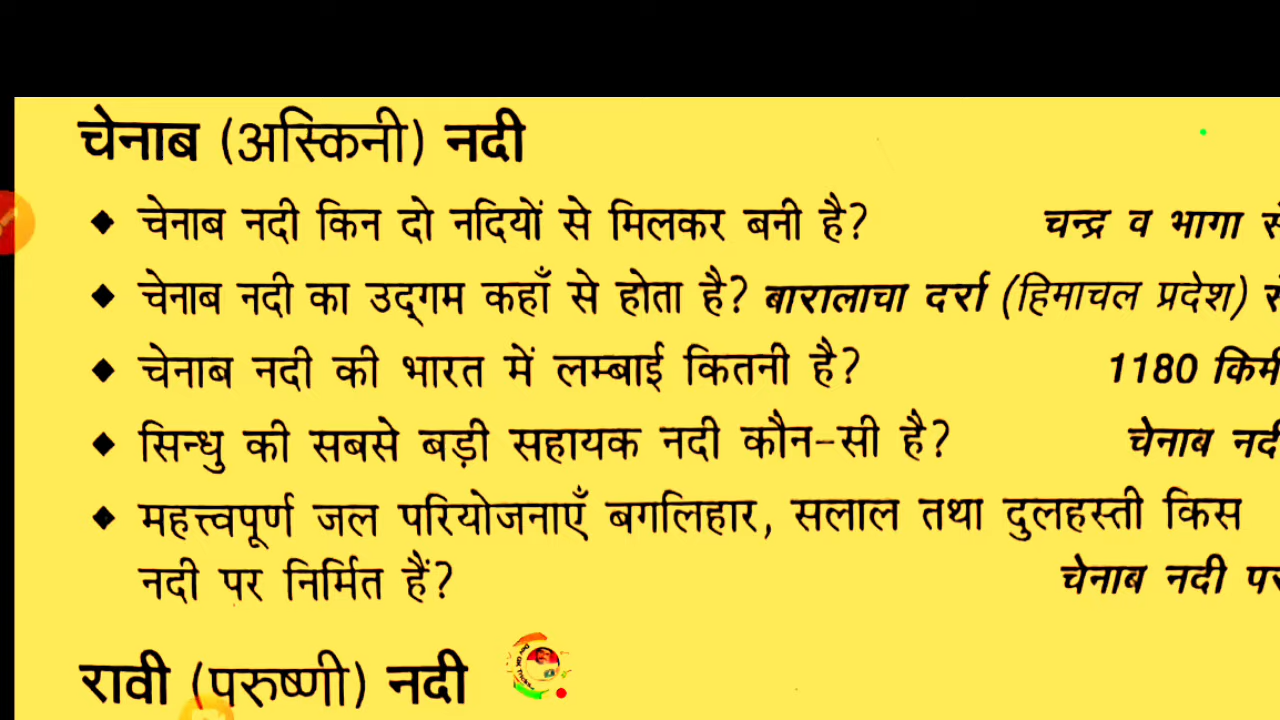 चेनाब (अस्किनी) नदी
◆ चेनाब नदी किन दो नदियों से मिलकर बनी है? चन्द्र व भागा से
◆ चेनाब नदी का उद्‌गम कहाँ से होता है? बारालाचा दर्रा (हिमाचल प्रदेश) से
◆ चेनाब नदी की भारत में लम्बाई कितनी है? 1180 किमी
◆ सिन्धु की सबसे बड़ी सहायक नदी कौन-सी है? चेनाब नदी
◆ महत्त्वपूर्ण जल परियोजनाएँ बगलिहार, सलाल तथा दुलहस्ती किस
नदी पर निर्मित हैं? चेनाब नदी पर
रावी (परुष्णी) नदी